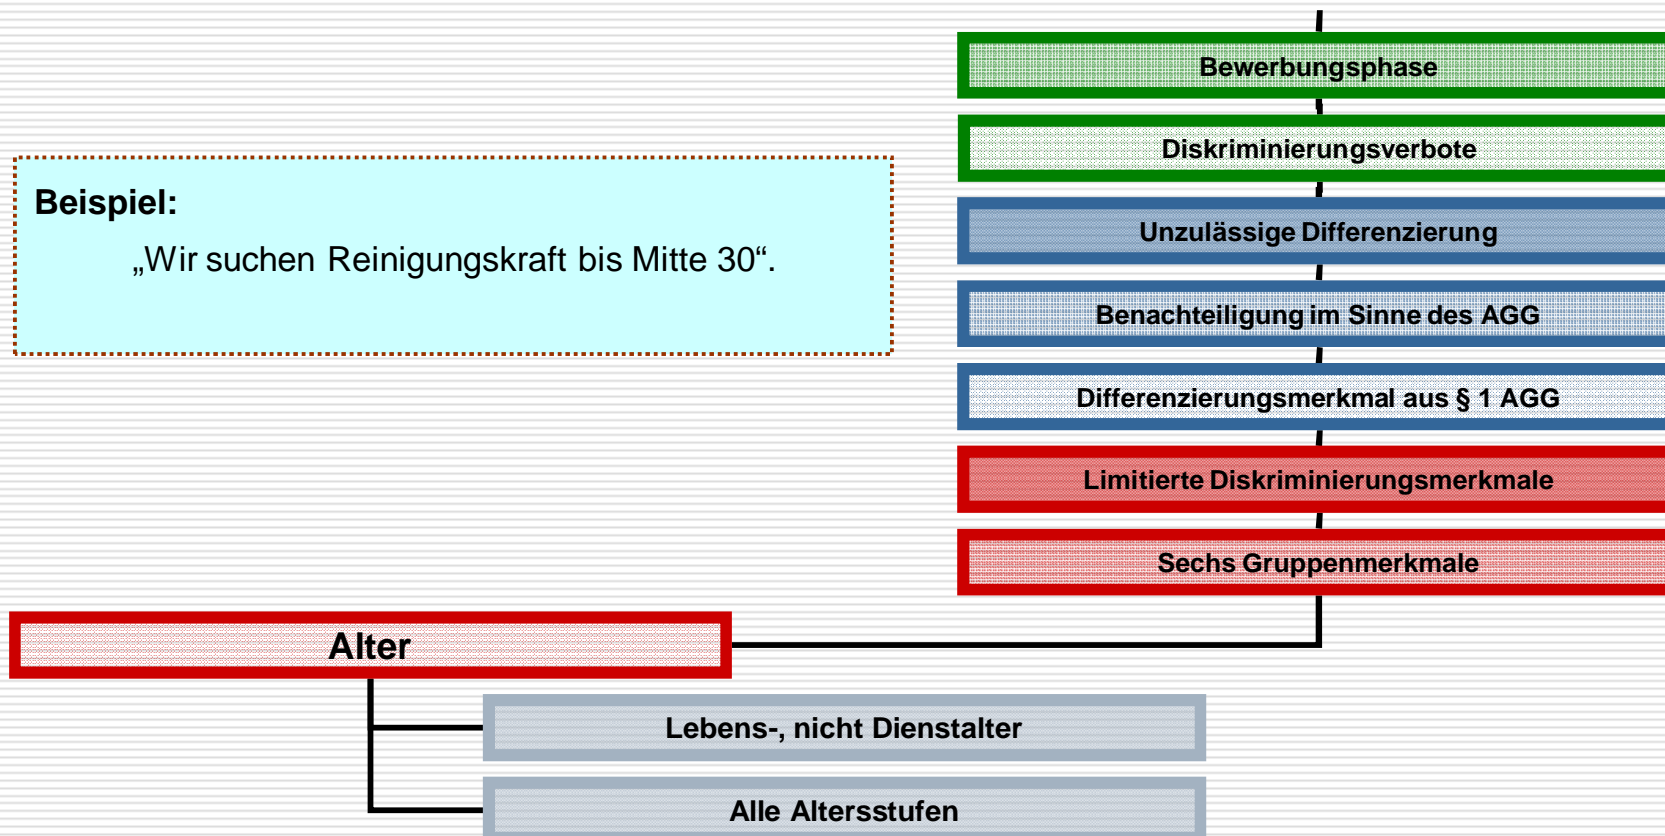 Bewerbungsphase
Diskriminierungsverbote
Beispiel:
„Wir suchen Reinigungskraft bis Mitte 30“.
Unzulässige Differenzierung
Benachteiligung im Sinne des AGG
Differenzierungsmerkmal aus § 1 AGG
Limitierte Diskriminierungsmerkmale
Sechs Gruppenmerkmale
Alter
Lebens-, nicht Dienstalter
Alle Altersstufen